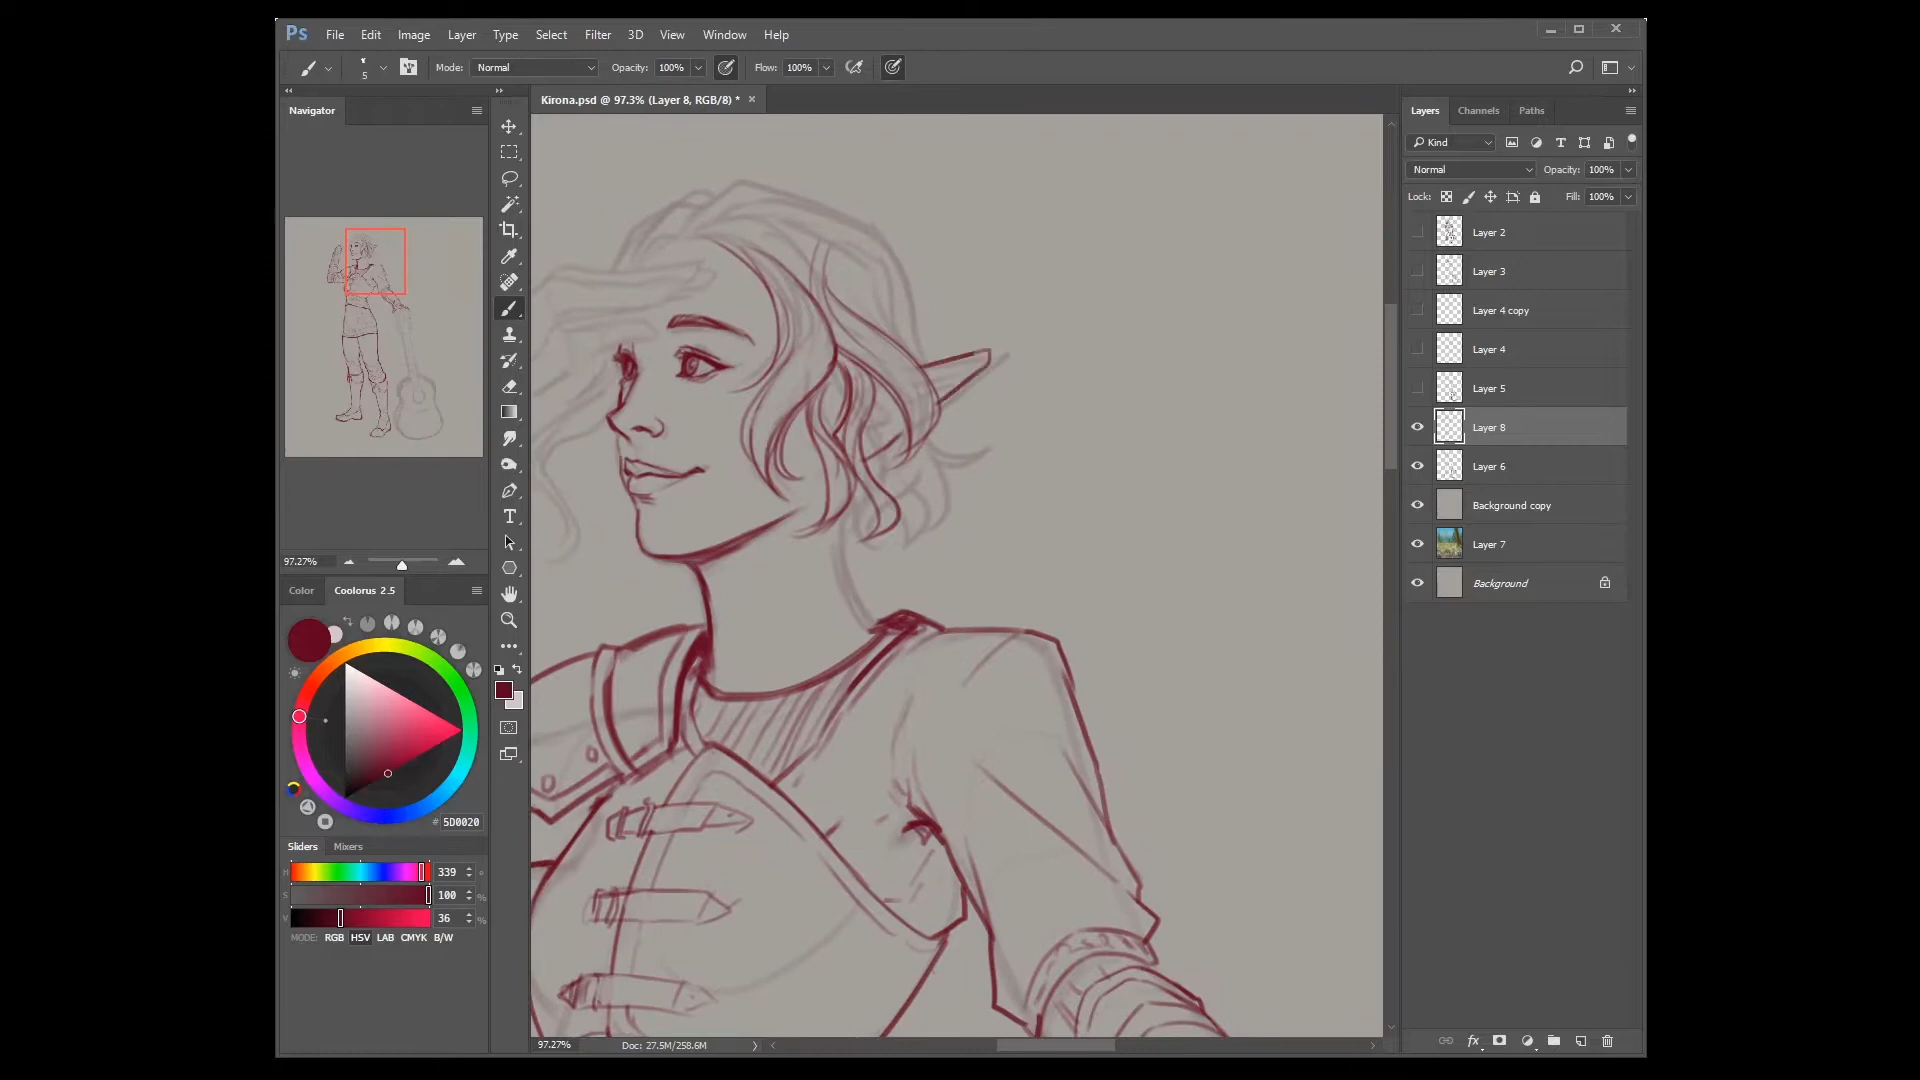 Ps File Edit Image Layer Type Select Filter 3D View Window Help
5 Mode: Normal Opacity: 100% Flow: 100%
Navigator
Kirona.psd @ 97.3% (Layer 8, RGB/8) *
Layers Channels Paths
Kind
Normal Opacity: 100%
Lock: Fill: 100%
Layer 2
Layer 3
Layer 4 copy
Layer 4
Layer 5
Layer 8
Layer 6
Background copy
Layer 7
Background
97.27%
Color Coolorus 2.5
# 5D0020
Sliders Mixers
H 339 °
S 100 %
V 36 %
MODE: RGB HSV LAB CMYK B/W
97.27% Doc: 27.5M/258.6M
fx